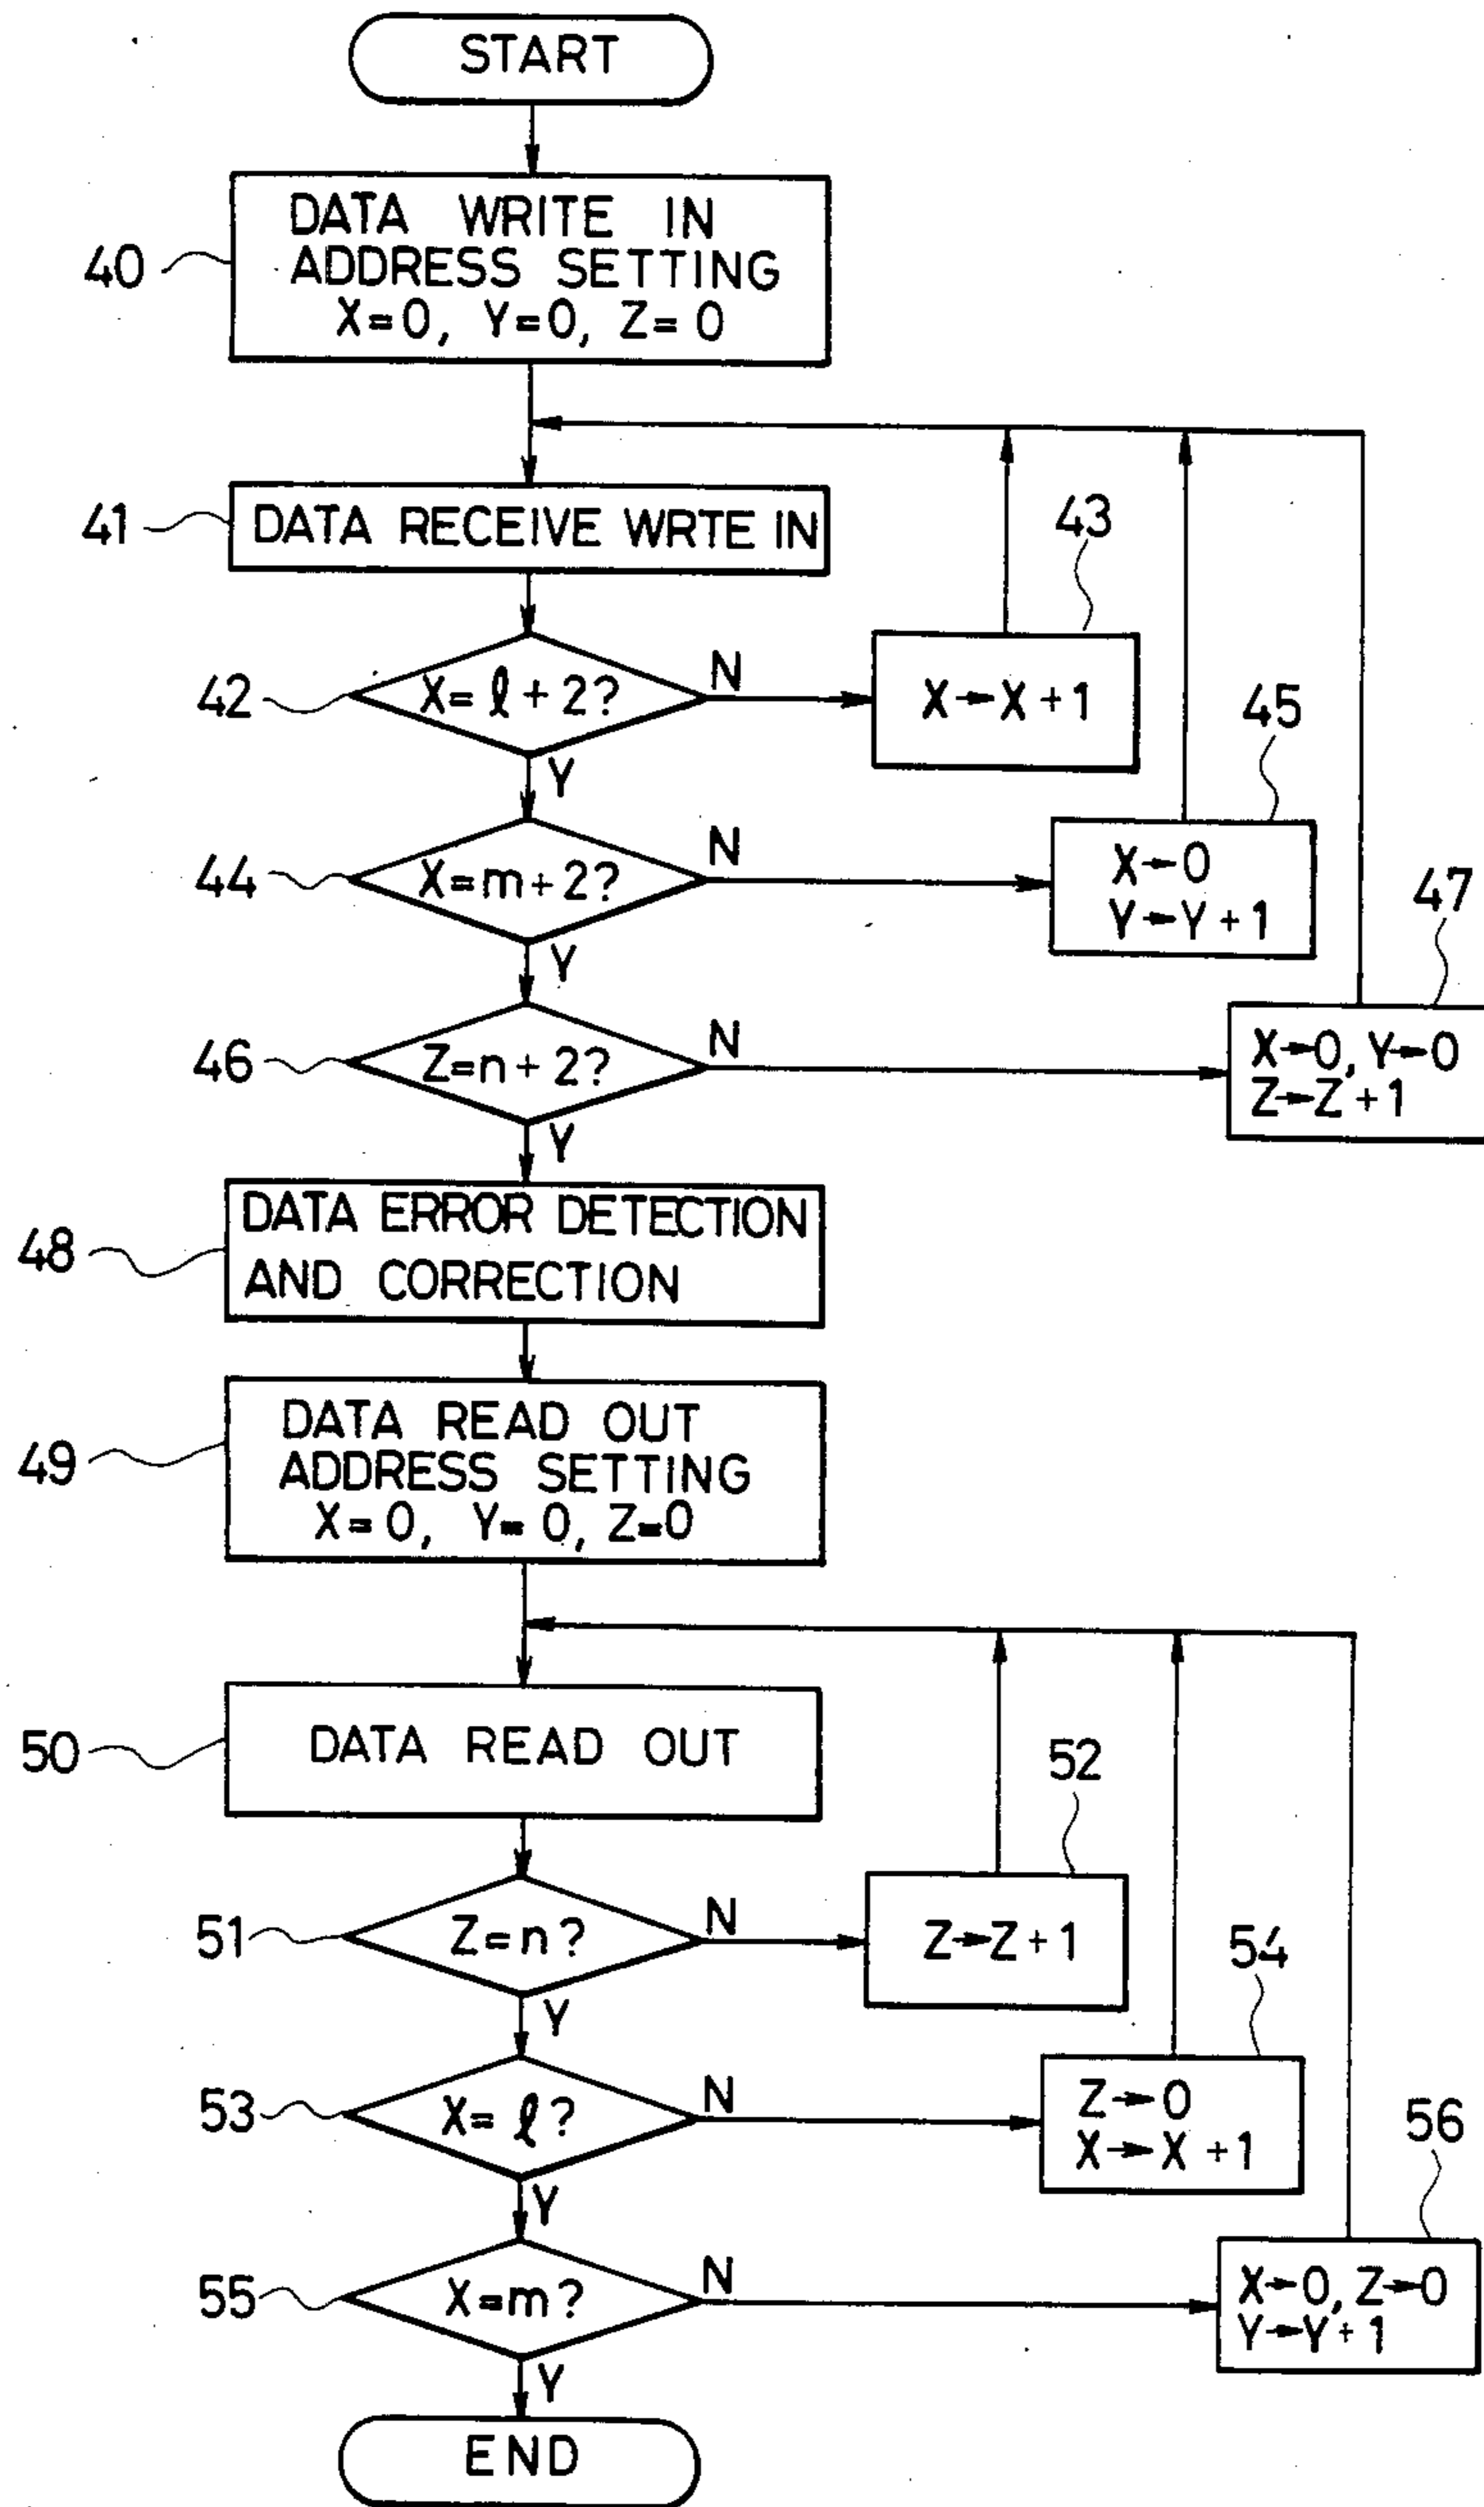 START
40
DATA WRITE IN
ADDRESS SETTING
X=0, Y=0, Z=0
41
DATA RECEIVE WRTE IN
43
42
X=ℓ+2?
N
X→X+1
Y
45
44
X=m+2?
N
X→0
Y→Y+1
Y
47
46
Z=n+2?
N
X→0, Y→0
Z→Z+1
Y
48
DATA ERROR DETECTION
AND CORRECTION
49
DATA READ OUT
ADDRESS SETTING
X=0, Y=0, Z=0
50
DATA READ OUT
52
51
Z=n?
N
Z→Z+1
Y
54
53
X=ℓ?
N
Z→0
X→X+1
Y
56
55
X=m?
N
X→0, Z→0
Y→Y+1
Y
END